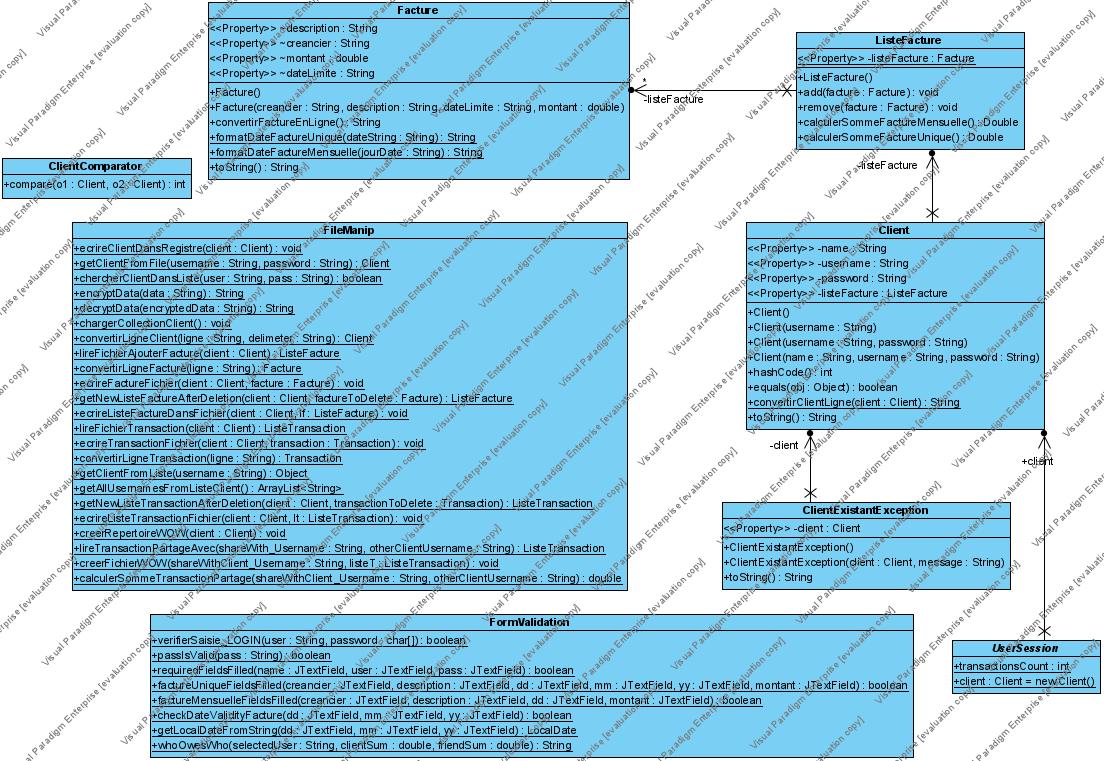 Facture
<<Property>> ~description : String
<<Property>> ~creancier : String
<<Property>> ~montant : double
<<Property>> ~dateLimite : String
+Facture()
+Facture(creancier : String, description : String, dateLimite : String, montant : double)
+convertirFactureEnLigne() : String
+formatDateFactureUnique(dateString : String) : String
+formatDateFactureMensuelle(jourDate : String) : String
+toString() : String
*
-listeFacture
ListeFacture
<<Property>> -listeFacture : Facture
+ListeFacture()
+add(facture : Facture) : void
+remove(facture : Facture) : void
+calculerSommeFactureMensuelle() : Double
+calculerSommeFactureUnique() : Double
-listeFacture
ClientComparator
+compare(o1 : Client, o2 : Client) : int
FileManip
+ecrireClientDansRegistre(client : Client) : void
+getClientFromFile(username : String, password : String) : Client
+chercherClientDansListe(user : String, pass : String) : boolean
+encryptData(data : String) : String
+decryptData(encryptedData : String) : String
+chargerCollectionClient() : void
+convertirLigneClient(ligne : String, delimeter : String) : Client
+lireFichierAjouterFacture(client : Client) : ListeFacture
+convertirLigneFacture(ligne : String) : Facture
+ecrireFactureFichier(client : Client, facture : Facture) : void
+getNewListeFactureAfterDeletion(client : Client, factureToDelete : Facture) : ListeFacture
+ecrireListeFactureDansFichier(client : Client, lf : ListeFacture) : void
+lireFichierTransaction(client : Client) : ListeTransaction
+ecrireTransactionFichier(client : Client, transaction : Transaction) : void
+convertirLigneTransaction(ligne : String) : Transaction
+getClientFromListe(username : String) : Object
+getAllUsernamesFromListeClient() : ArrayList<String>
+getNewListeTransactionAfterDeletion(client : Client, transactionToDelete : Transaction) : ListeTransaction
+ecrireListeTransactionFichier(client : Client, lt : ListeTransaction) : void
+creerRepertoireWOW(client : Client) : void
+lireTransactionPartageAvec(shareWith_Username : String, otherClientUsername : String) : ListeTransaction
+creerFichierWOW(shareWithClient_Username : String, listeT : ListeTransaction) : void
+calculerSommeTransactionPartage(shareWithClient_Username : String, otherClientUsername : String) : double
Client
<<Property>> -name : String
<<Property>> -username : String
<<Property>> -password : String
<<Property>> -listeFacture : ListeFacture
+Client()
+Client(username : String)
+Client(username : String, password : String)
+Client(name : String, username : String, password : String)
+hashCode() : int
+equals(obj : Object) : boolean
+convertirClientLigne(client : Client) : String
+toString() : String
-client
+client
ClientExistantException
<<Property>> -client : Client
+ClientExistantException()
+ClientExistantException(client : Client, message : String)
+toString() : String
FormValidation
+verifierSaisie_LOGIN(user : String, password : char[]) : boolean
+passIsValid(pass : String) : boolean
+requiredFieldsFilled(name : JTextField, user : JTextField, pass : JTextField) : boolean
+factureUniqueFieldsFilled(creancier : JTextField, description : JTextField, dd : JTextField, mm : JTextField, yy : JTextField, montant : JTextField) : boolean
+factureMensuelleFieldsFilled(creancier : JTextField, description : JTextField, dd : JTextField, montant : JTextField) : boolean
+checkDateValidityFacture(dd : JTextField, mm : JTextField, yy : JTextField) : boolean
+getLocalDateFromString(dd : JTextField, mm : JTextField, yy : JTextField) : LocalDate
+whoOwesWho(selectedUser : String, clientSum : double, friendSum : double) : String
UserSession
+transactionsCount : int
+client : Client = new Client()
Visual Paradigm Enterprise [evaluation copy]